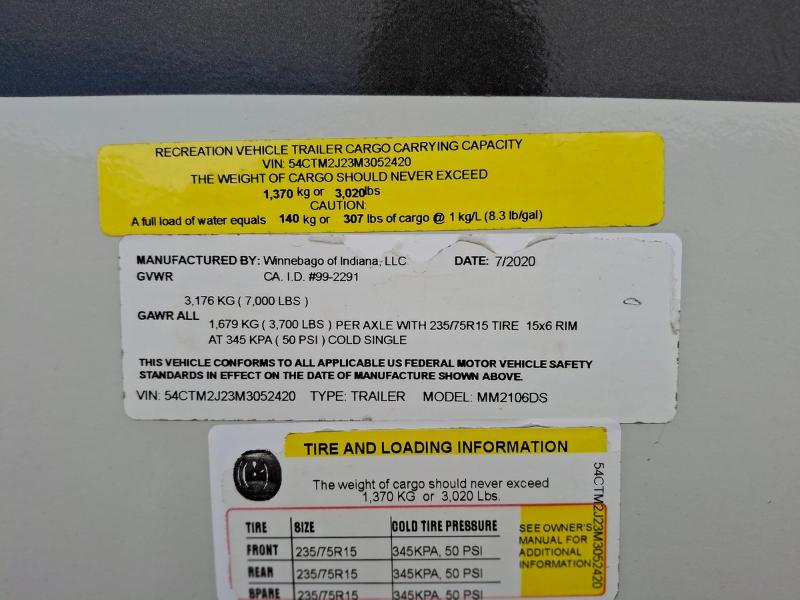 RECREATION VEHICLE TRAILER CARGO CARRYING CAPACITY
VIN: 54CTM2J23M3052420
THE WEIGHT OF CARGO SHOULD NEVER EXCEED
1,370 kg or 3,020lbs
CAUTION:
A full load of water equals 140 kg or 307 lbs of cargo @ 1 kg/L (8.3 lb/gal)
MANUFACTURED BY: Winnebago of Indiana, LLC DATE: 7/2020
GVWR CA. I.D. #99-2291
3,176 KG ( 7,000 LBS )
GAWR ALL
1,679 KG ( 3,700 LBS ) PER AXLE WITH 235/75R15 TIRE 15x6 RIM
AT 345 KPA ( 50 PSI ) COLD SINGLE
THIS VEHICLE CONFORMS TO ALL APPLICABLE US FEDERAL MOTOR VEHICLE SAFETY
STANDARDS IN EFFECT ON THE DATE OF MANUFACTURE SHOWN ABOVE.
VIN: 54CTM2J23M3052420 TYPE: TRAILER MODEL: MM2106DS
TIRE AND LOADING INFORMATION
The weight of cargo should never exceed
1,370 KG or 3,020 Lbs.
TIRE SIZE COLD TIRE PRESSURE
FRONT 235/75R15 345KPA, 50 PSI
REAR 235/75R15 345KPA, 50 PSI
SPARE 235/75R15 345KPA, 50 PSI
SEE OWNER'S
MANUAL FOR
ADDITIONAL
INFORMATION
54CTM2J23M3052420